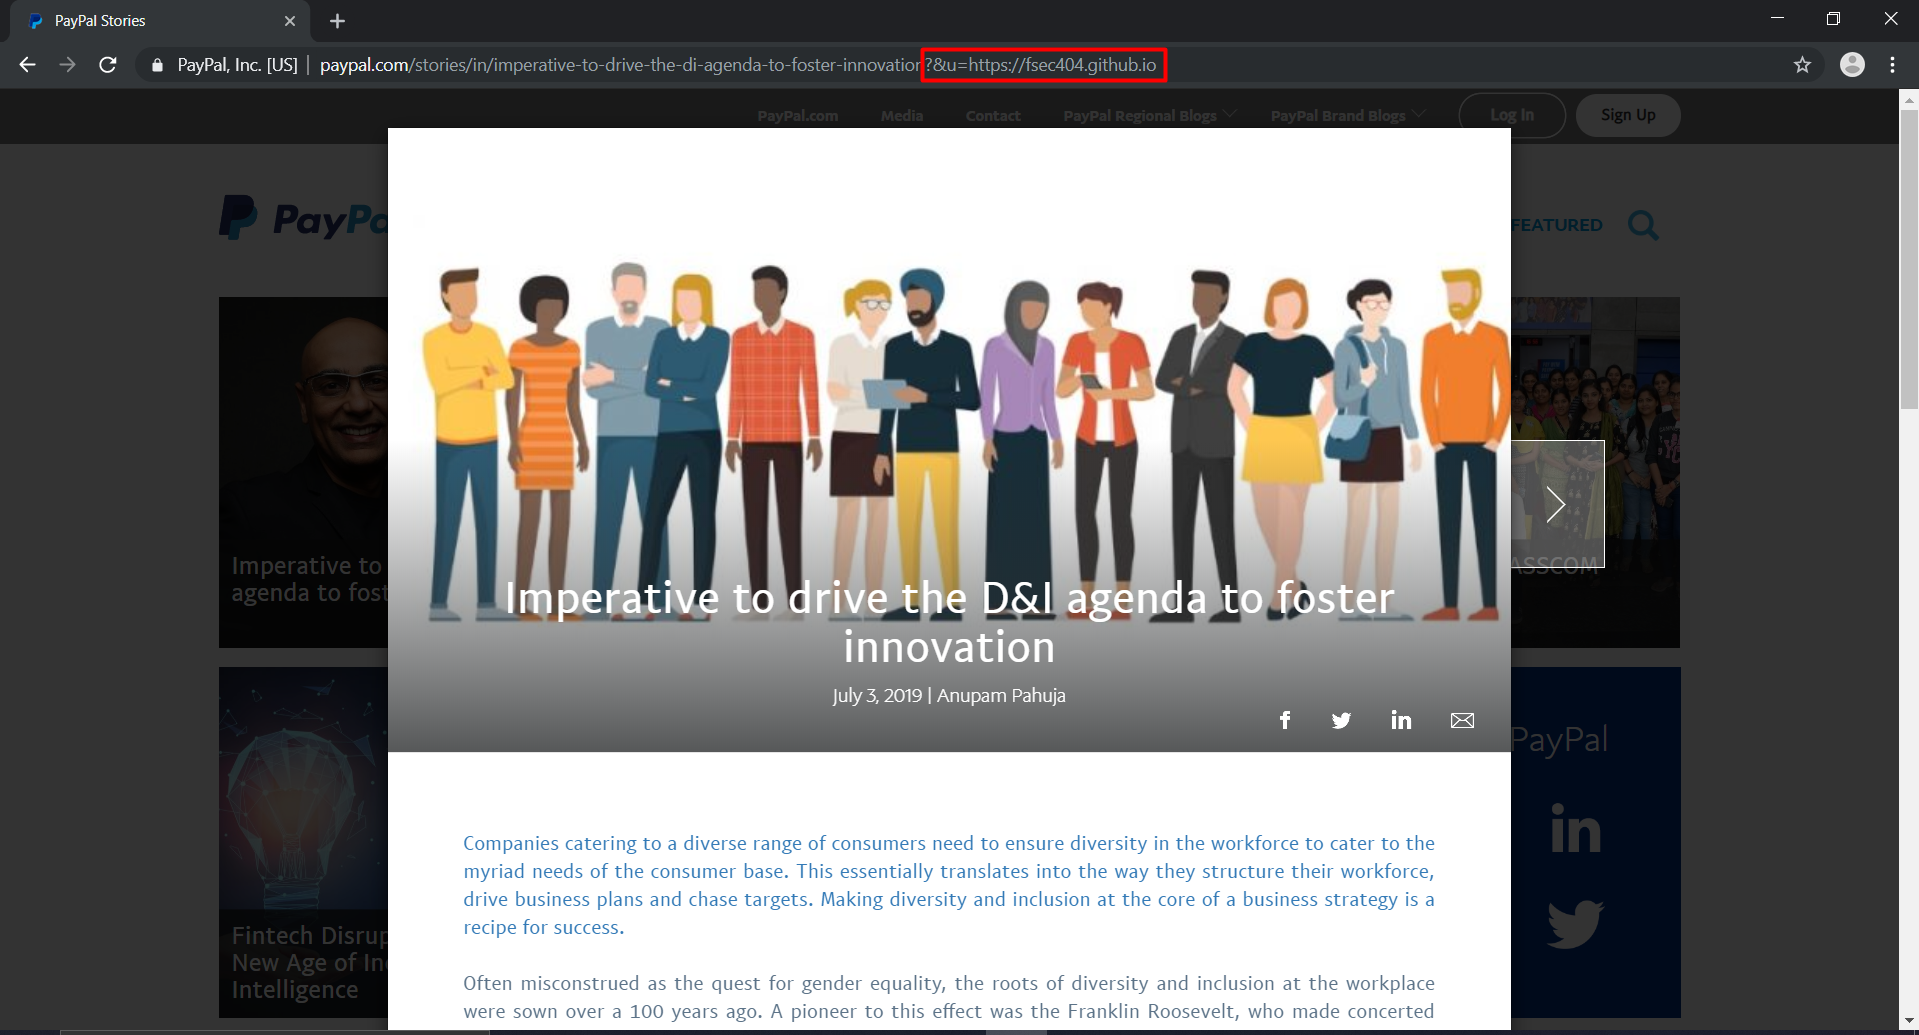 PayPal Stories
PayPal, Inc. [US] | paypal.com/stories/in/imperative-to-drive-the-di-agenda-to-foster-innovation?&u=https://fsec404.github.io
PayPal.com Media Contact PayPal Regional Blogs PayPal Brand Blogs Log In Sign Up
PayPa
FEATURED
Imperative to
agenda to fost
ASSCOM
Imperative to drive the D&I agenda to foster
innovation
July 3, 2019 | Anupam Pahuja
PayPal
Companies catering to a diverse range of consumers need to ensure diversity in the workforce to cater to the
myriad needs of the consumer base. This essentially translates into the way they structure their workforce,
drive business plans and chase targets. Making diversity and inclusion at the core of a business strategy is a
recipe for success.
Fintech Disrup
New Age of In
Intelligence
Often misconstrued as the quest for gender equality, the roots of diversity and inclusion at the workplace
were sown over a 100 years ago. A pioneer to this effect was the Franklin Roosevelt, who made concerted